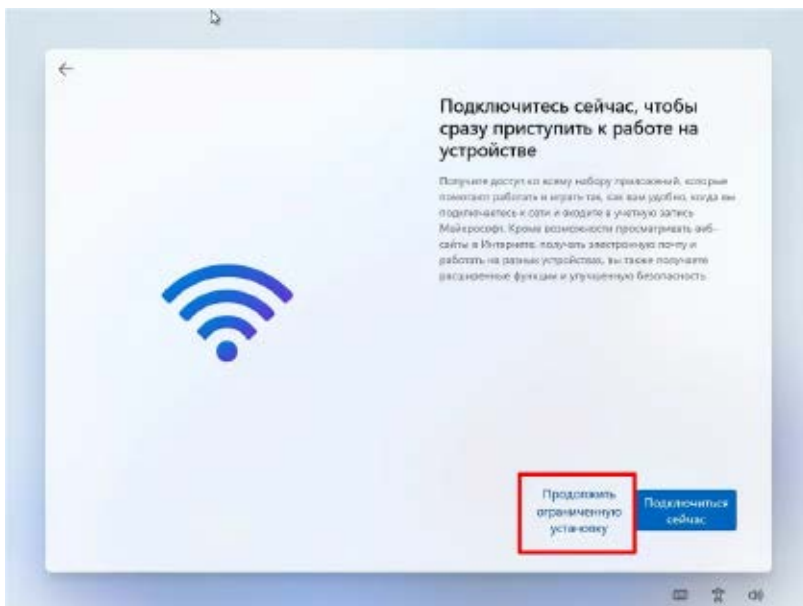 Подключитесь сейчас, чтобы
сразу приступить к работе на
устройстве
Получите доступ ко всему набору приложений, которые
помогают работать и играть так, как вам удобно, когда вы
подключаетесь к сети и входите в учетную запись
Майкрософт. Кроме возможности просматривать веб-
сайты в Интернете, получать электронную почту и
работать на разных устройствах, вы также получаете
расширенные функции и улучшенную безопасность.
Продолжить
ограниченную
установку
Подключиться
сейчас